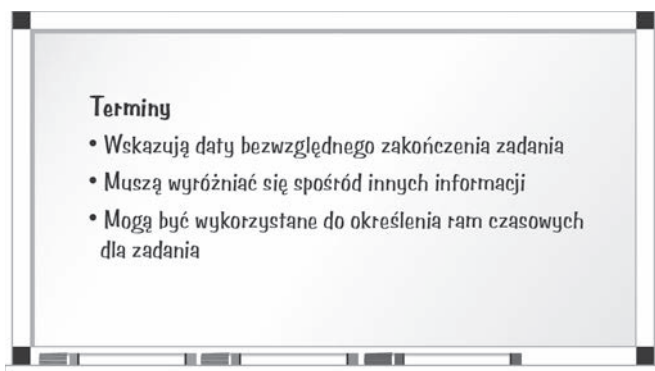 Terminy
• Wskazują daty bezwzględnego zakończenia zadania
• Muszą wyróżniać się spośród innych informacji
• Mogą być wykorzystane do określenia ram czasowych
dla zadania